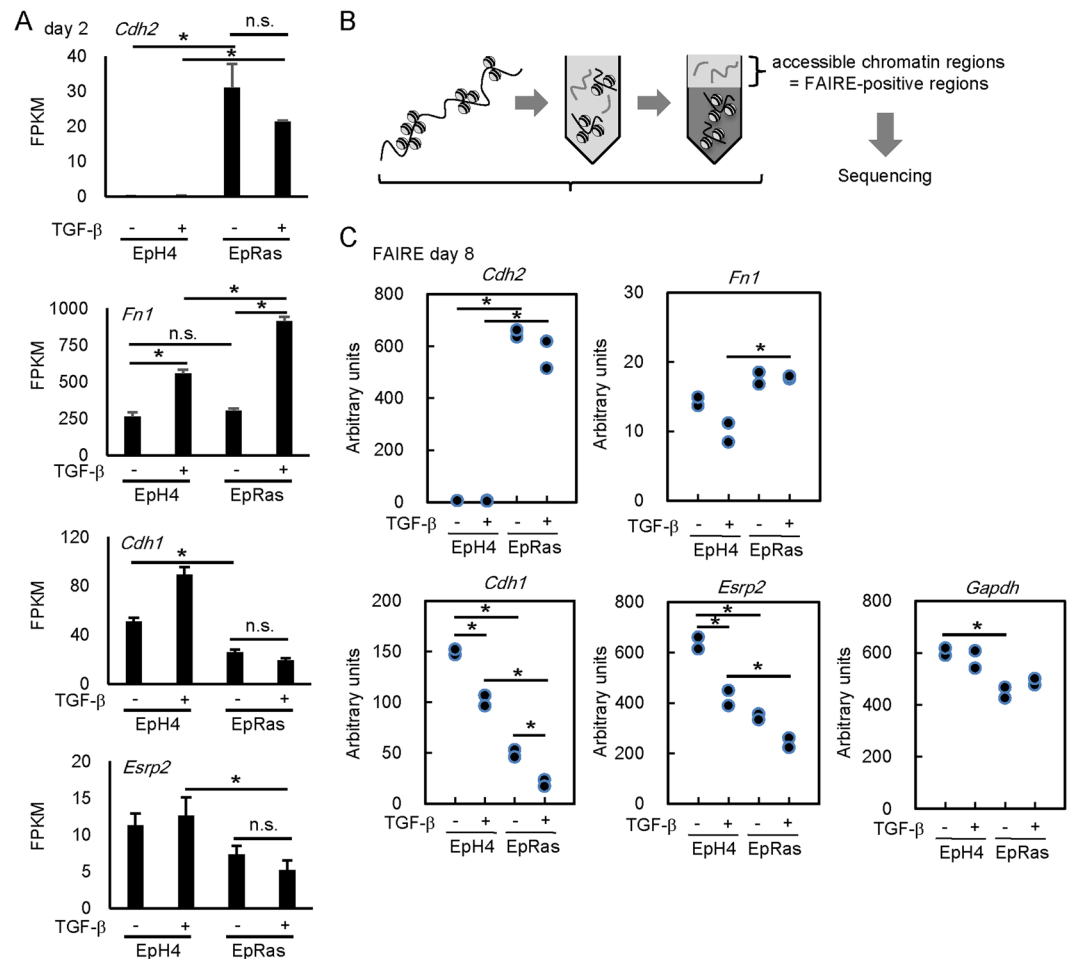 A
day 2
Cdh2
n.s.
*
*
40
30
20
10
0
FPKM
TGF-β - + - +
EpH4 EpRas
Fn1
*
*
n.s.
*
1000
750
500
250
0
FPKM
TGF-β - + - +
EpH4 EpRas
Cdh1
*
n.s.
120
80
40
0
FPKM
TGF-β - + - +
EpH4 EpRas
Esrp2
*
n.s.
20
15
10
5
0
FPKM
TGF-β - + - +
EpH4 EpRas
B
accessible chromatin regions
= FAIRE-positive regions
Sequencing
C
FAIRE day 8
Cdh2
*
*
800
600
400
200
0
Arbitrary units
TGF-β - + - +
EpH4 EpRas
Fn1
*
30
20
10
0
Arbitrary units
TGF-β - + - +
EpH4 EpRas
Cdh1
*
*
*
*
200
150
100
50
0
Arbitrary units
TGF-β - + - +
EpH4 EpRas
Esrp2
*
*
*
800
600
400
200
0
Arbitrary units
TGF-β - + - +
EpH4 EpRas
Gapdh
*
800
600
400
200
0
Arbitrary units
TGF-β - + - +
EpH4 EpRas